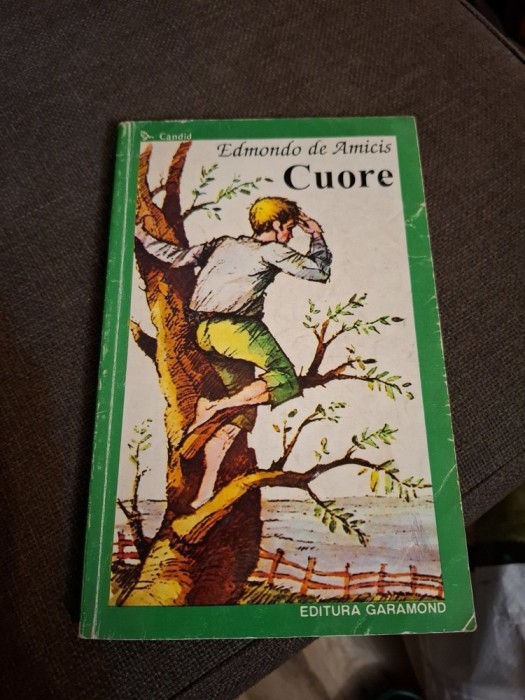 Candid
Edmondo de Amicis
Cuore
EDITURA GARAMOND